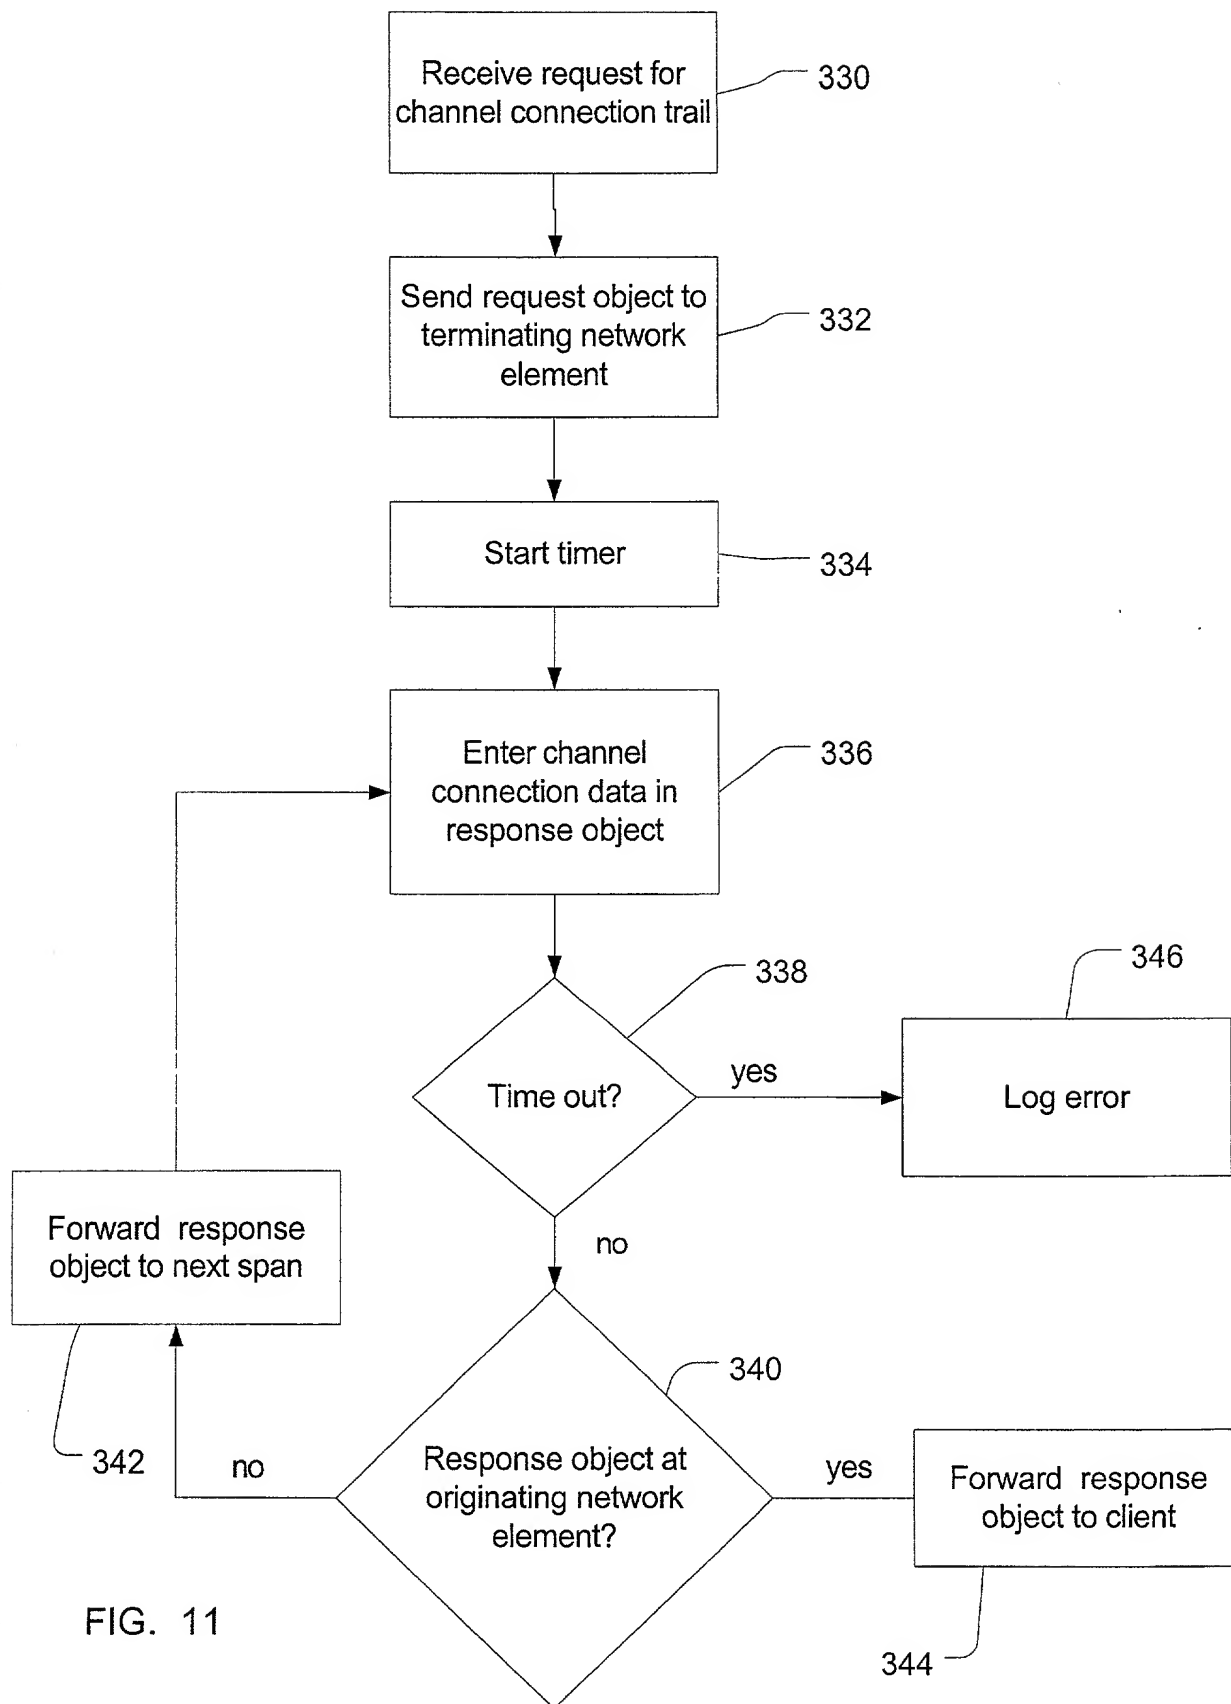 Receive request for
channel connection trail
330
Send request object to
terminating network
element
332
Start timer
334
Enter channel
connection data in
response object
336
338
346
Time out?
yes
Log error
Forward response
object to next span
no
340
342
no
Response object at
originating network
element?
yes
Forward response
object to client
FIG. 11
344